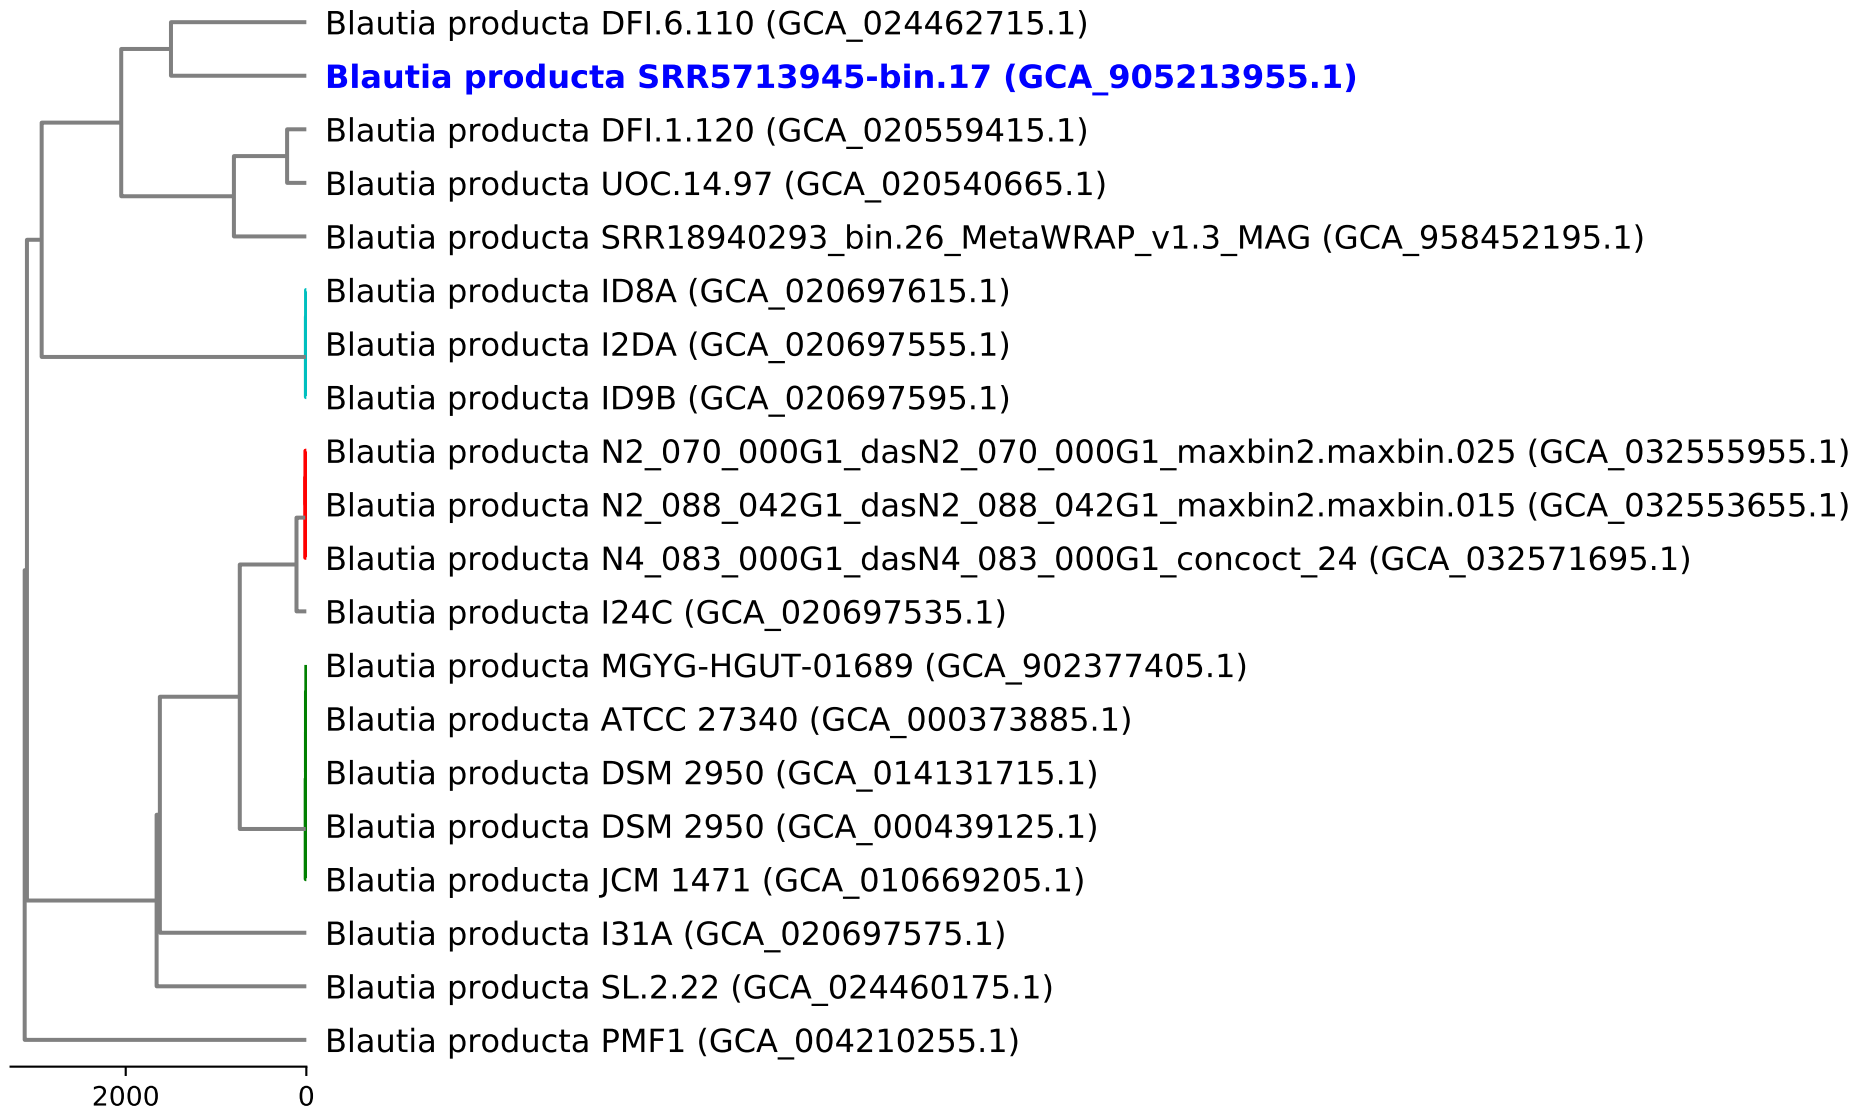 Blautia producta DFI.6.110 (GCA_024462715.1)
Blautia producta SRR5713945-bin.17 (GCA_905213955.1)
Blautia producta DFI.1.120 (GCA_020559415.1)
Blautia producta UOC.14.97 (GCA_020540665.1)
Blautia producta SRR18940293_bin.26_MetaWRAP_v1.3_MAG (GCA_958452195.1)
Blautia producta ID8A (GCA_020697615.1)
Blautia producta I2DA (GCA_020697555.1)
Blautia producta ID9B (GCA_020697595.1)
Blautia producta N2_070_000G1_dasN2_070_000G1_maxbin2.maxbin.025 (GCA_032555955.1)
Blautia producta N2_088_042G1_dasN2_088_042G1_maxbin2.maxbin.015 (GCA_032553655.1)
Blautia producta N4_083_000G1_dasN4_083_000G1_concoct_24 (GCA_032571695.1)
Blautia producta I24C (GCA_020697535.1)
Blautia producta MGYG-HGUT-01689 (GCA_902377405.1)
Blautia producta ATCC 27340 (GCA_000373885.1)
Blautia producta DSM 2950 (GCA_014131715.1)
Blautia producta DSM 2950 (GCA_000439125.1)
Blautia producta JCM 1471 (GCA_010669205.1)
Blautia producta I31A (GCA_020697575.1)
Blautia producta SL.2.22 (GCA_024460175.1)
Blautia producta PMF1 (GCA_004210255.1)
2000 0